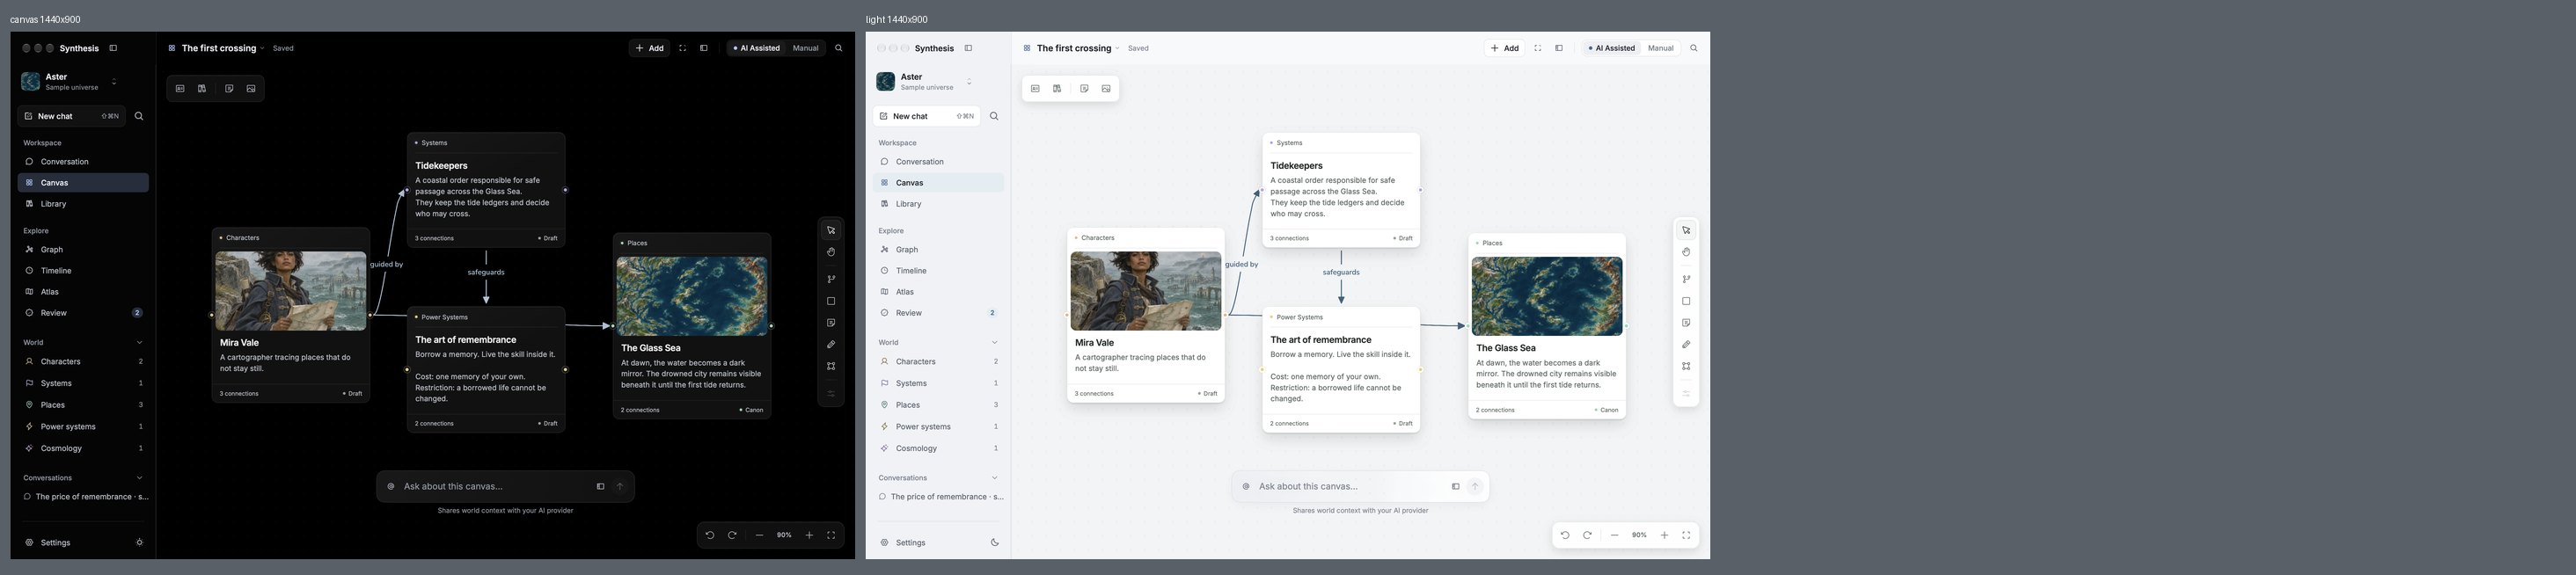 canvas 1440x900
Synthesis
The first crossing
Saved
Add
AI Assisted
Manual
Aster
Sample universe
New chat
⇧⌘N
Workspace
Conversation
Canvas
Library
Explore
Graph
Timeline
Atlas
Review
2
World
Characters
2
Systems
1
Places
3
Power systems
1
Cosmology
1
Conversations
The price of remembrance · s...
Settings
Systems
Tidekeepers
A coastal order responsible for safe
passage across the Glass Sea.
They keep the tide ledgers and decide
who may cross.
3 connections
Draft
Characters
Mira Vale
A cartographer tracing places that do
not stay still.
3 connections
Draft
guided by
safeguards
Power Systems
The art of remembrance
Borrow a memory. Live the skill inside it.
Cost: one memory of your own.
Restriction: a borrowed life cannot be
changed.
2 connections
Draft
Places
The Glass Sea
At dawn, the water becomes a dark
mirror. The drowned city remains visible
beneath it until the first tide returns.
2 connections
Canon
Ask about this canvas...
Shares world context with your AI provider
90%
light 1440x900
Synthesis
The first crossing
Saved
Add
AI Assisted
Manual
Aster
Sample universe
New chat
⇧⌘N
Workspace
Conversation
Canvas
Library
Explore
Graph
Timeline
Atlas
Review
2
World
Characters
2
Systems
1
Places
3
Power systems
1
Cosmology
1
Conversations
The price of remembrance · s...
Settings
Systems
Tidekeepers
A coastal order responsible for safe
passage across the Glass Sea.
They keep the tide ledgers and decide
who may cross.
3 connections
Draft
Characters
Mira Vale
A cartographer tracing places that do
not stay still.
3 connections
Draft
guided by
safeguards
Power Systems
The art of remembrance
Borrow a memory. Live the skill inside it.
Cost: one memory of your own.
Restriction: a borrowed life cannot be
changed.
2 connections
Draft
Places
The Glass Sea
At dawn, the water becomes a dark
mirror. The drowned city remains visible
beneath it until the first tide returns.
2 connections
Canon
Ask about this canvas...
Shares world context with your AI provider
90%